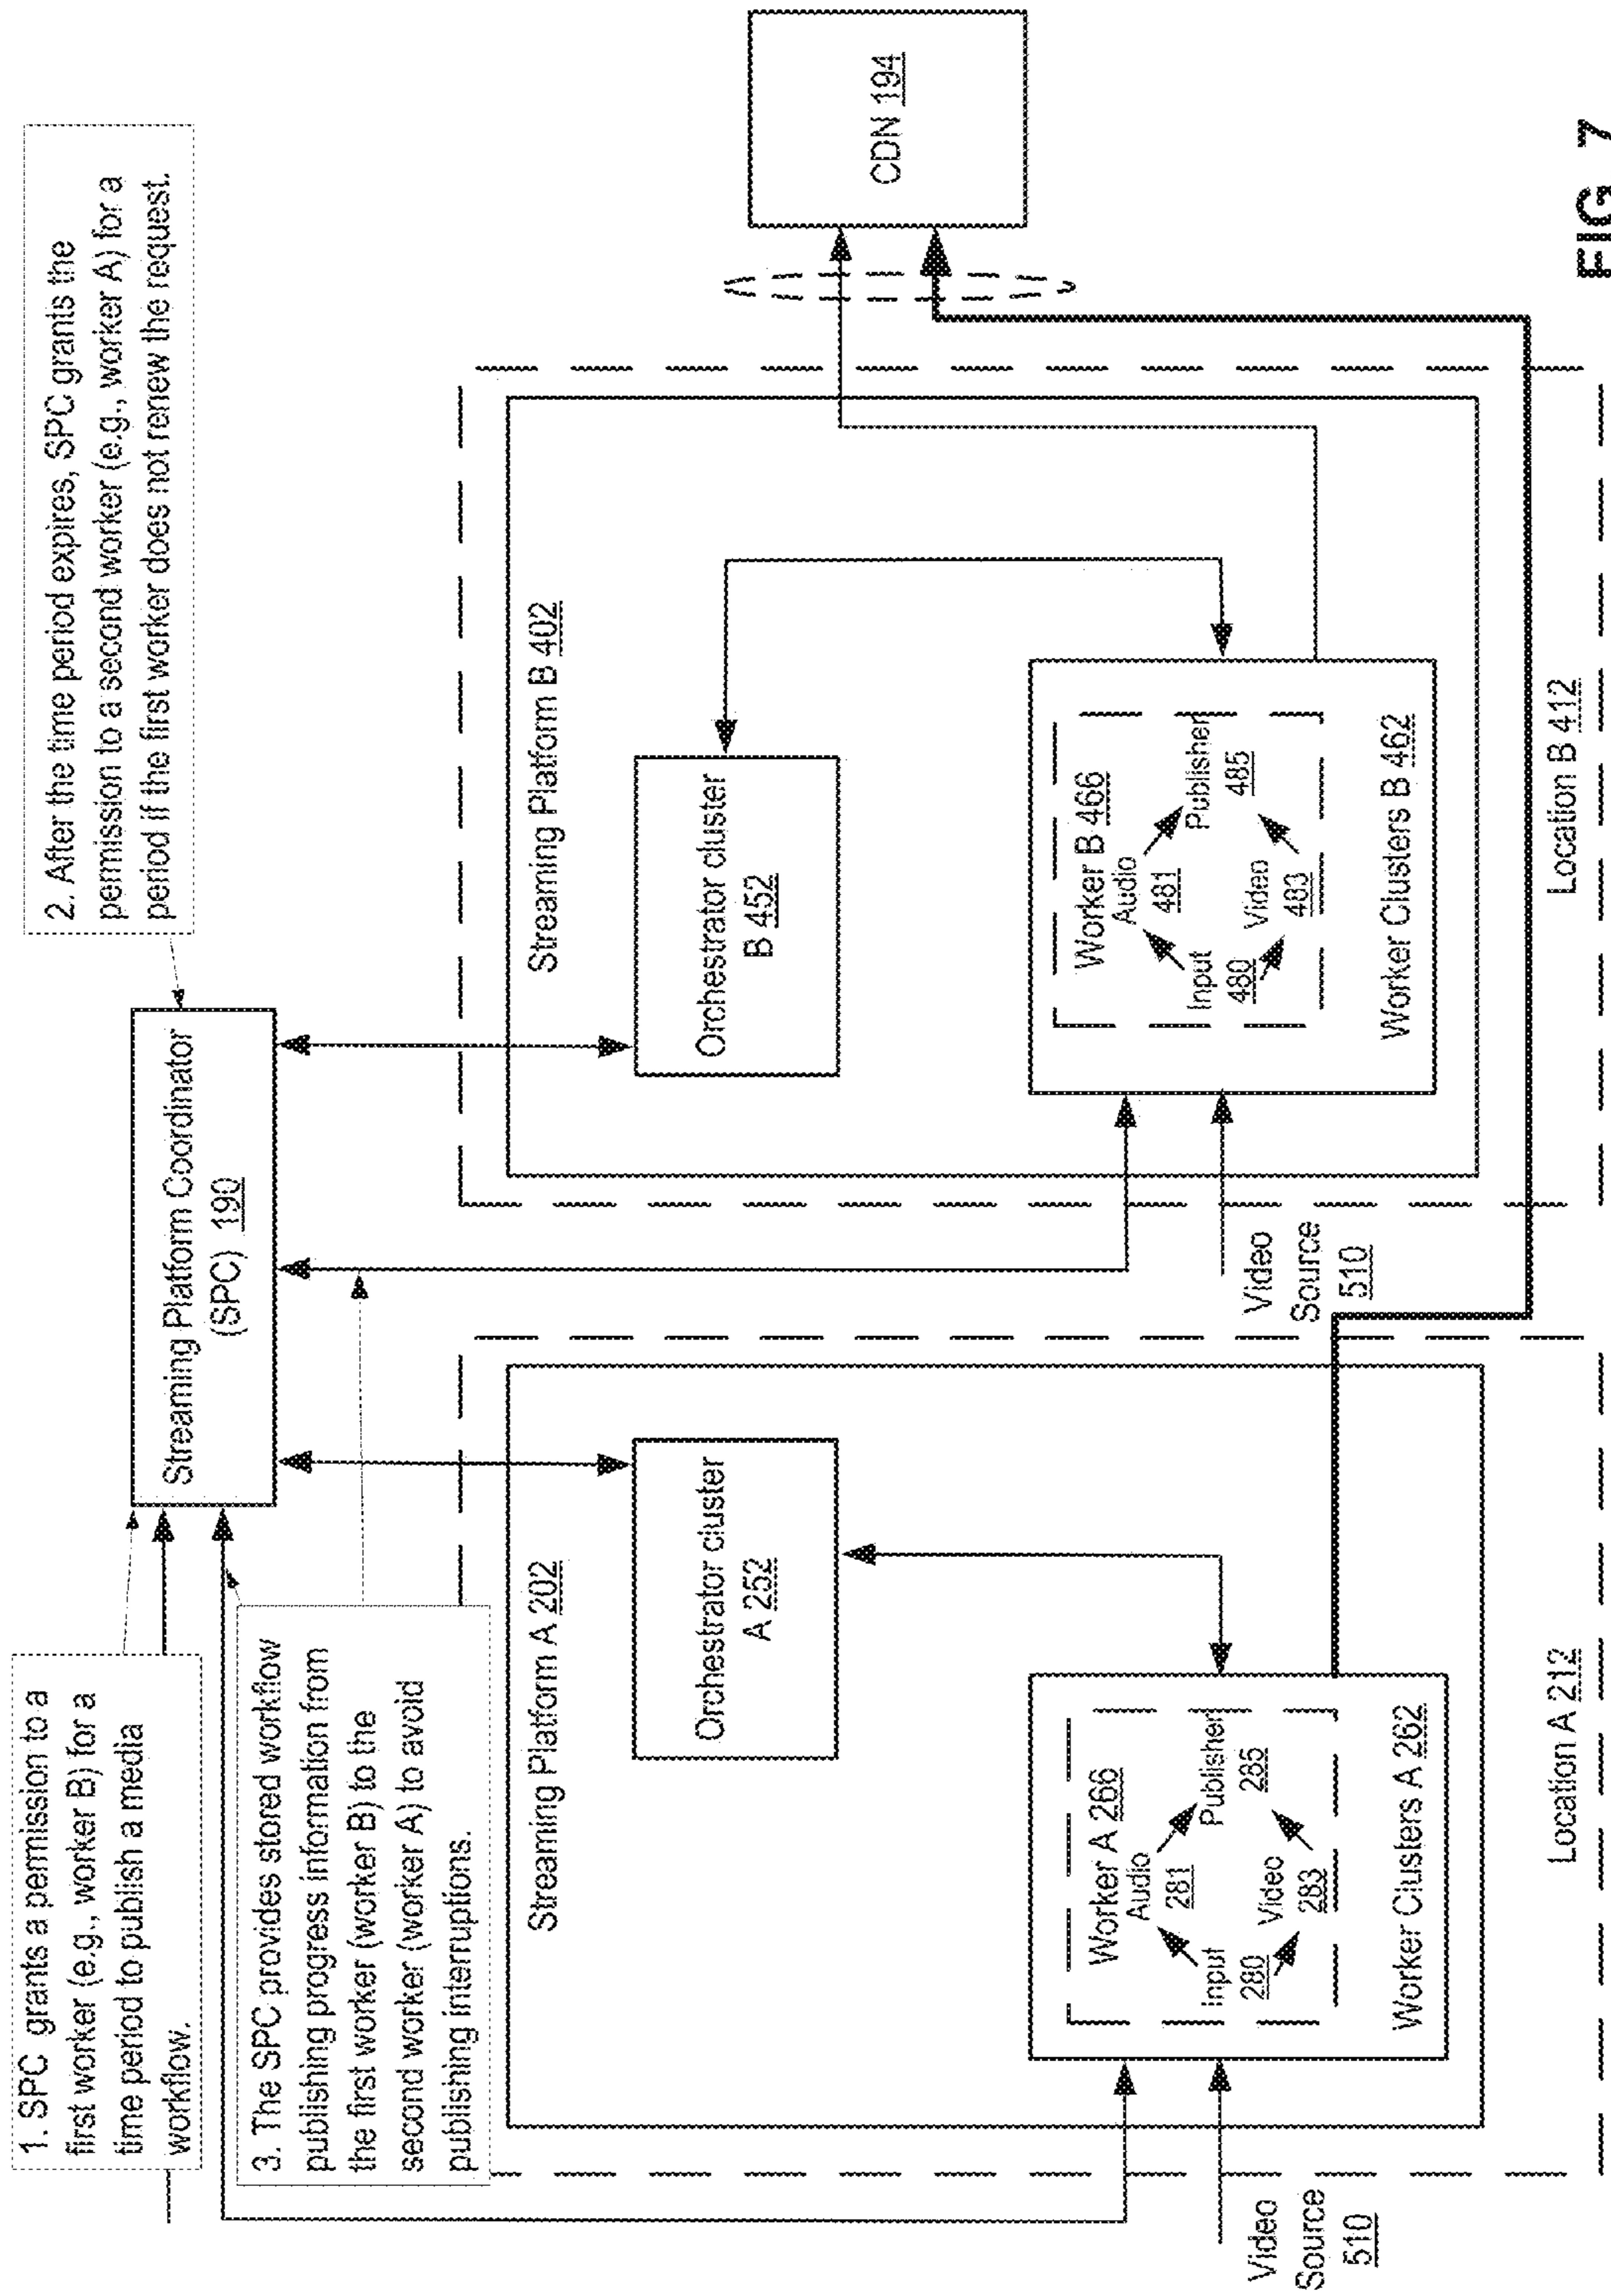 1. SPC grants a permission to a
first worker (e.g., worker B) for a
time period to publish a media
workflow.
2. After the time period expires, SPC grants the
permission to a second worker (e.g., worker A) for a
period if the first worker does not renew the request.
3. The SPC provides stored workflow
publishing progress information from
the first worker (worker B) to the
second worker (worker A) to avoid
publishing interruptions.
Streaming Platform Coordinator
(SPC) 190
Streaming Platform A 202
Orchestrator cluster
A 252
Worker A 266
Audio
281
Input
280
Publisher
285
Video
283
Worker Clusters A 262
Location A 212
Video
Source
510
Streaming Platform B 402
Orchestrator cluster
B 452
Worker B 466
Audio
481
Input
480
Publisher
485
Video
483
Worker Clusters B 462
Location B 412
Video
Source
510
CDN 194
FIG. 7